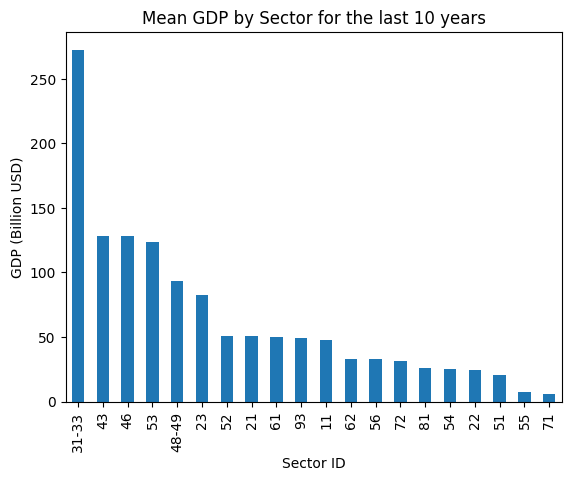 Mean GDP by Sector for the last 10 years
GDP (Billion USD)
250
200
150
100
50
0
31-33 43 46 53 48-49 23 52 21 61 93 11 62 56 72 81 54 22 51 55 71
Sector ID